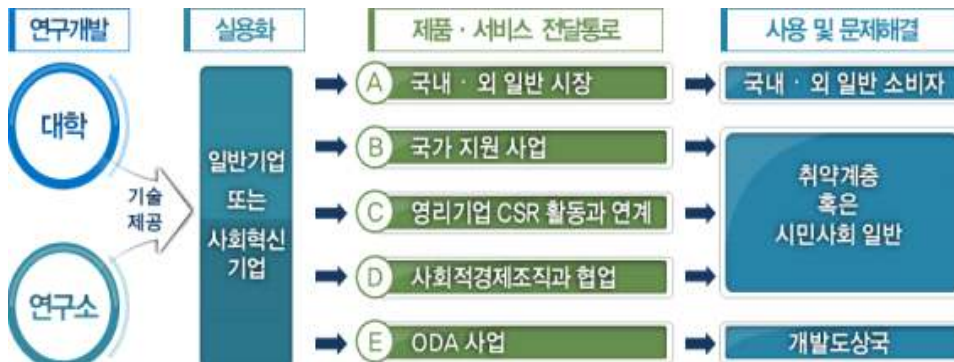 연구개발
실용화
제품 · 서비스 전달통로
사용 및 문제해결
대학
연구소
기술
제공
일반기업
또는
사회혁신
기업
A 국내 · 외 일반 시장
B 국가 지원 사업
C 영리기업 CSR 활동과 연계
D 사회적경제조직과 협업
E ODA 사업
국내 · 외 일반 소비자
취약계층
혹은
시민사회 일반
개발도상국